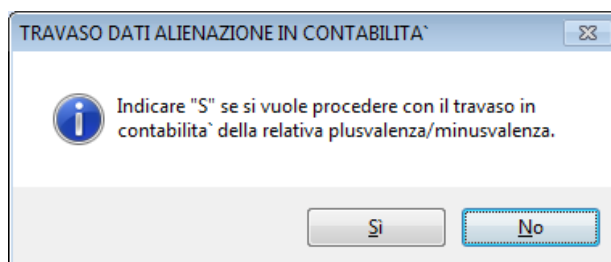 TRAVASO DATI ALIENAZIONE IN CONTABILITA`
Indicare "S" se si vuole procedere con il travaso in
contabilita` della relativa plusvalenza/minusvalenza.
Sì
No